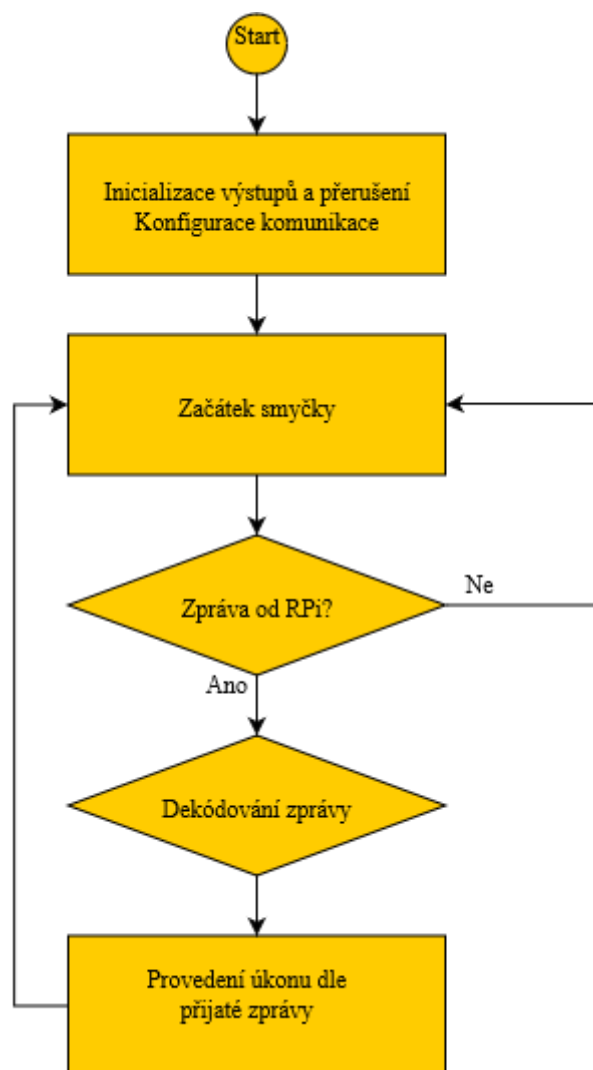 Start
Inicializace výstupů a přerušení
Konfigurace komunikace
Začátek smyčky
Zpráva od RPi?
Ne
Ano
Dekódování zprávy
Provedení úkonu dle
přijaté zprávy